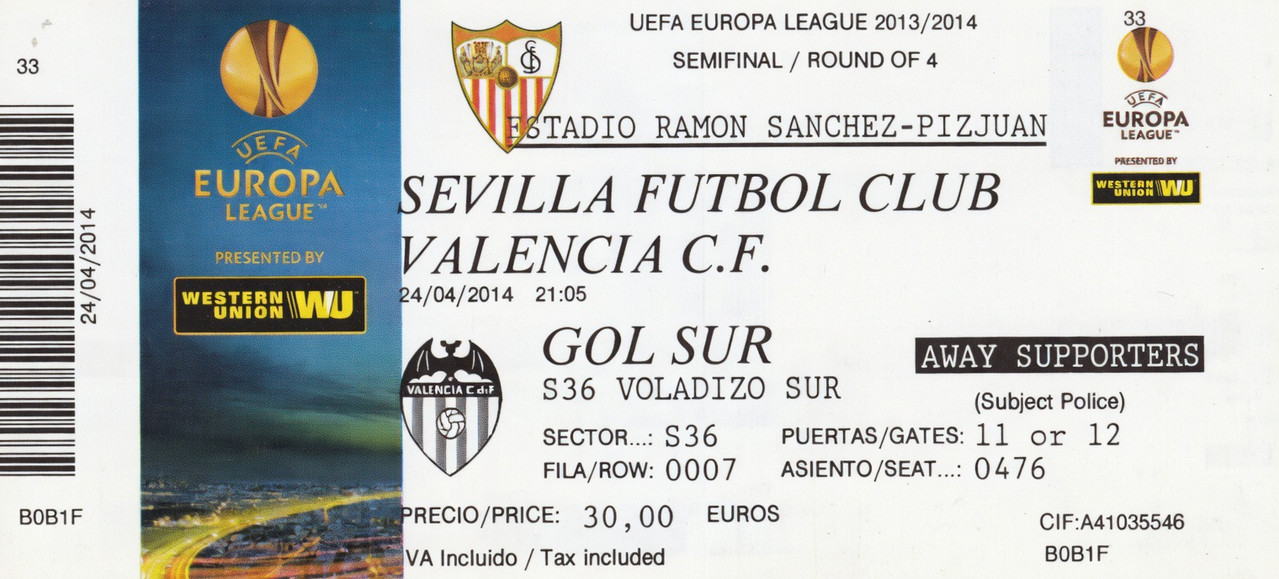 33
24/04/2014
B0B1F
UEFA
EUROPA
LEAGUE™
PRESENTED BY
WESTERN
UNION WU
UEFA EUROPA LEAGUE 2013/2014
SEMIFINAL / ROUND OF 4
ESTADIO RAMON SANCHEZ-PIZJUAN
SEVILLA FUTBOL CLUB
VALENCIA C.F.
24/04/2014 21:05
VALENCIA C d F
GOL SUR
S36 VOLADIZO SUR
SECTOR...: S36
FILA/ROW: 0007
PRECIO/PRICE: 30,00 EUROS
VA Incluido / Tax included
AWAY SUPPORTERS
(Subject Police)
PUERTAS/GATES: 11 or 12
ASIENTO/SEAT...: 0476
CIF:A41035546
B0B1F
33
UEFA
EUROPA
LEAGUE™
PRESENTED BY
WESTERN
UNION WU